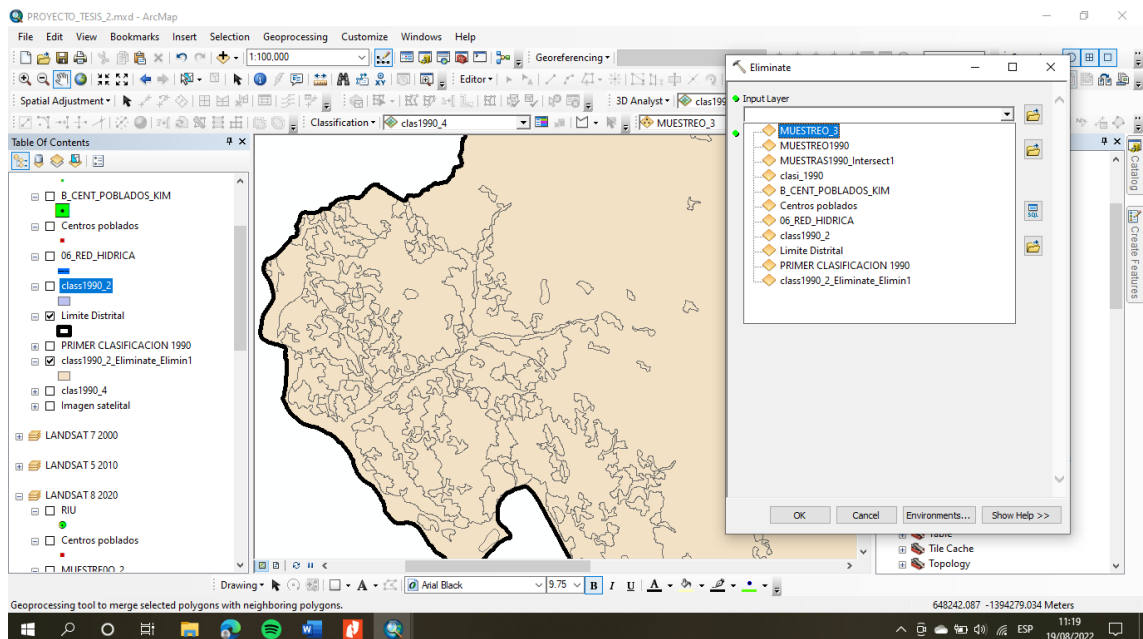 PROYECTO_TESIS_2.mxd - ArcMap
File Edit View Bookmarks Insert Selection Geoprocessing Customize Windows Help
1:100.000
Georeferencing
Editor
Spatial Adjustment
3D Analyst
clas199
Classification
clas1990_4
MUESTREO_3
Table Of Contents
B_CENT_POBLADOS_KIM
Centros poblados
06_RED_HIDRICA
class1990_2
Limite Distrital
PRIMER CLASIFICACION 1990
class1990_2_Eliminate_Elimin1
clas1990_4
Imagen satelital
LANDSAT 7 2000
LANDSAT 5 2010
LANDSAT 8 2020
RIU
Centros poblados
MUESTREO_2
Eliminate
Input Layer
MUESTREO_3
MUESTREO1990
MUESTRAS1990_Intersect1
clasi_1990
B_CENT_POBLADOS_KIM
Centros poblados
06_RED_HIDRICA
class1990_2
Limite Distrital
PRIMER CLASIFICACION 1990
class1990_2_Eliminate_Elimin1
SQL
OK Cancel Environments... Show Help >>
Catalog
Create Features
Table
Tile Cache
Topology
Drawing A Arial Black 9.75 B I U A
Geoprocessing tool to merge selected polygons with neighboring polygons.
648242.087 -1394279.034 Meters
ESP
11:19
19/08/2022